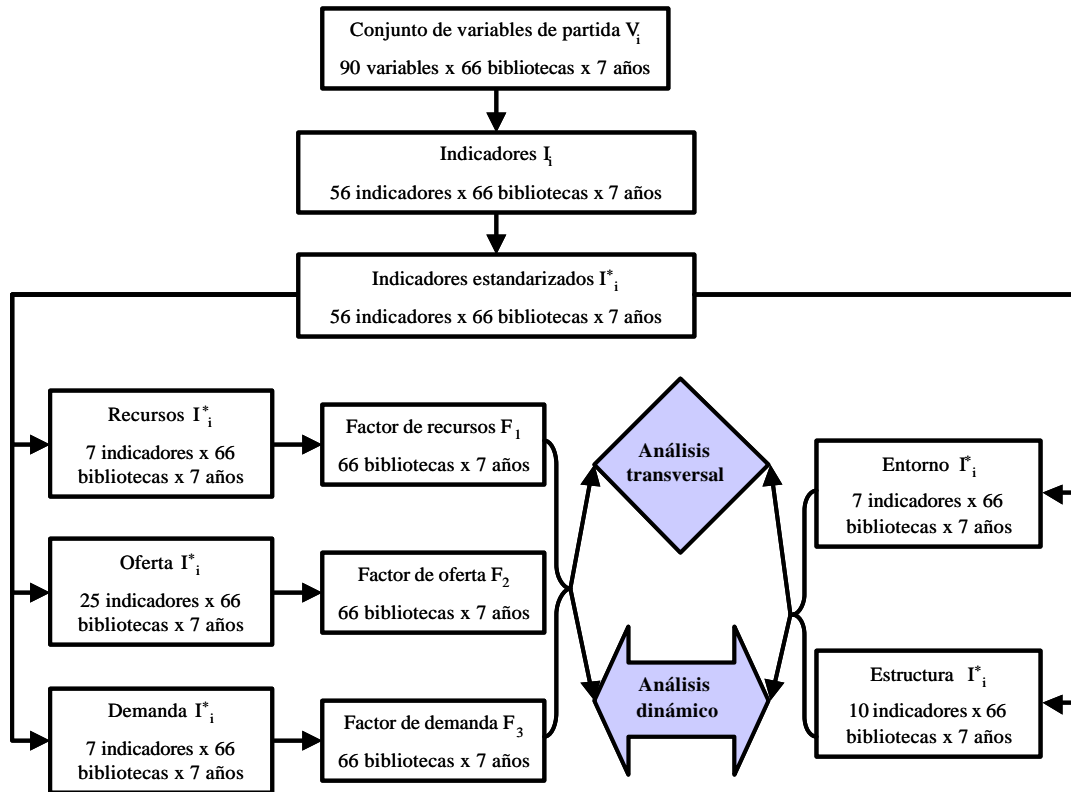 Conjunto de variables de partida V_i
90 variables x 66 bibliotecas x 7 años
Indicadores I_i
56 indicadores x 66 bibliotecas x 7 años
Indicadores estandarizados I*_i
56 indicadores x 66 bibliotecas x 7 años
Recursos I*_i
7 indicadores x 66
bibliotecas x 7 años
Factor de recursos F_1
66 bibliotecas x 7 años
Análisis
transversal
Entorno I*_i
7 indicadores x 66
bibliotecas x 7 años
Oferta I*_i
25 indicadores x 66
bibliotecas x 7 años
Factor de oferta F_2
66 bibliotecas x 7 años
Demanda I*_i
7 indicadores x 66
bibliotecas x 7 años
Factor de demanda F_3
66 bibliotecas x 7 años
Análisis
dinámico
Estructura I*_i
10 indicadores x 66
bibliotecas x 7 años